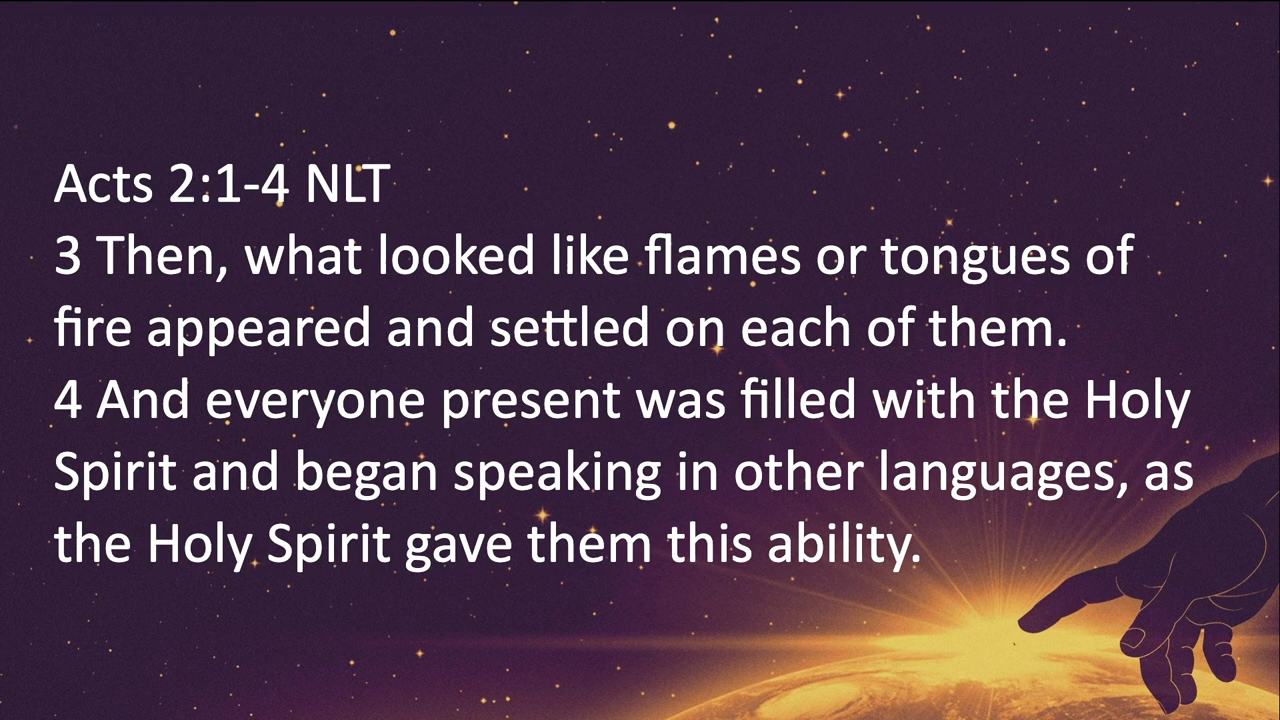 Acts 2:1-4 NLT
3 Then, what looked like flames or tongues of
fire appeared and settled on each of them.
4 And everyone present was filled with the Holy
Spirit and began speaking in other languages, as
the Holy Spirit gave them this ability.